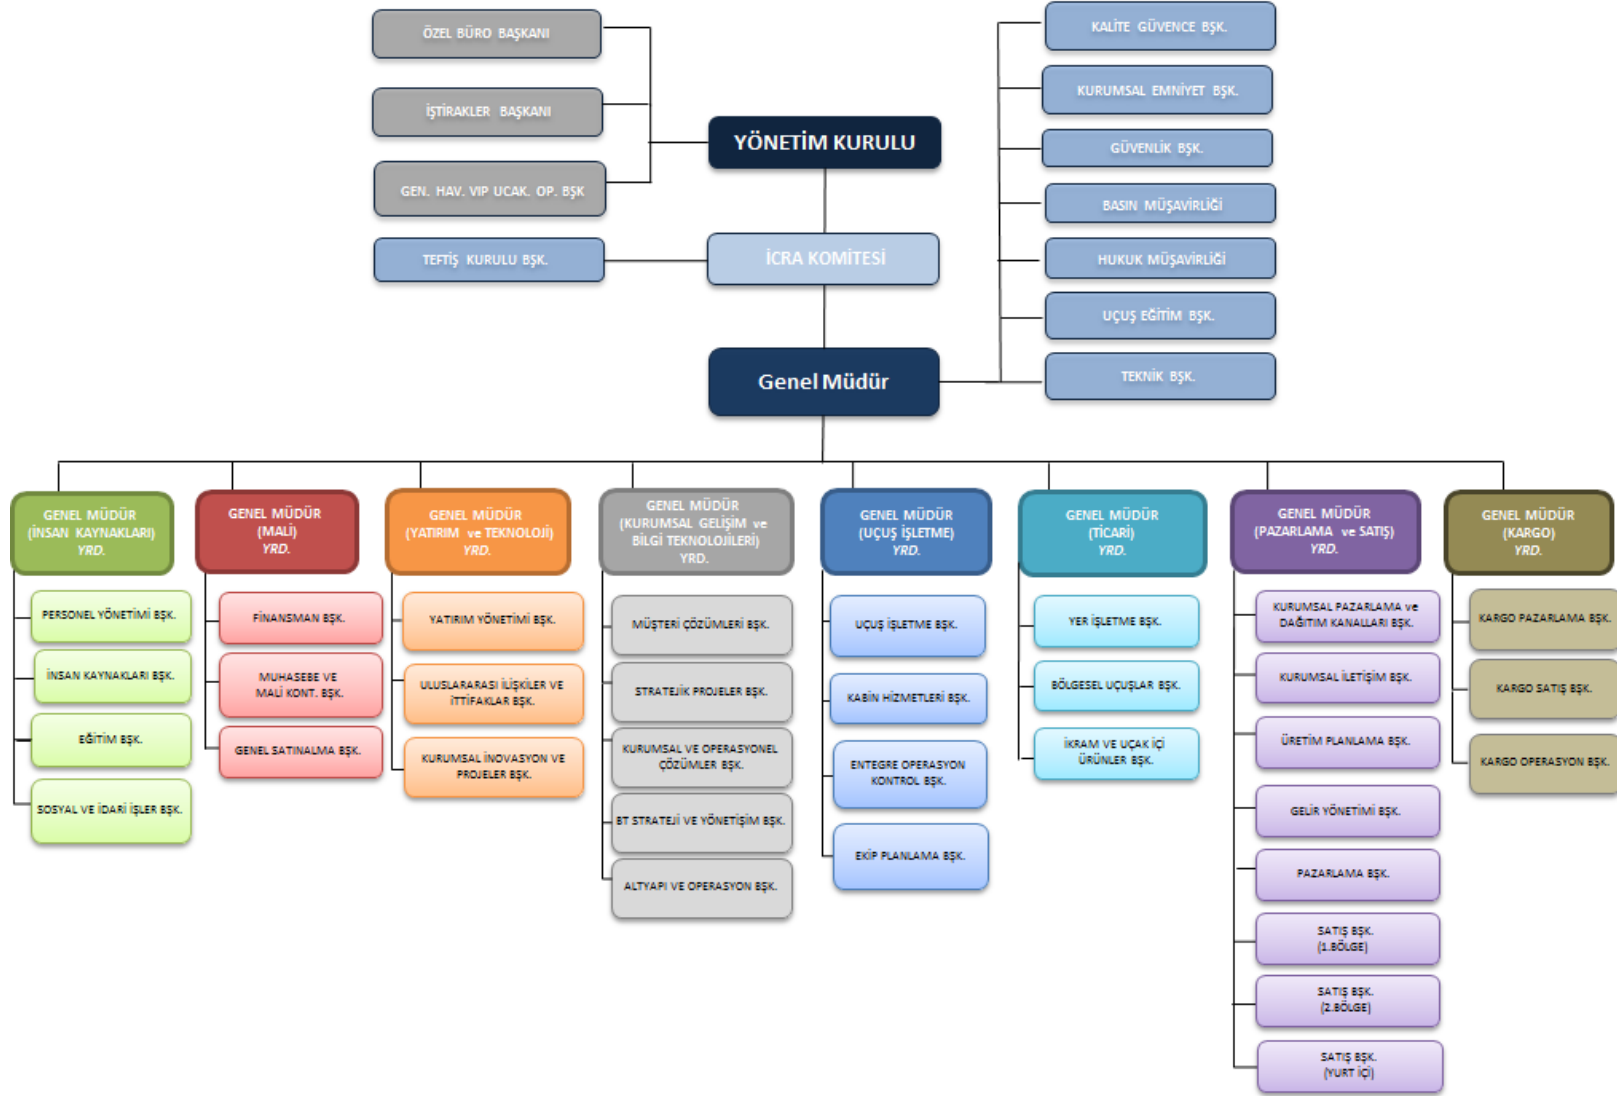 ÖZEL BÜRO BAŞKANI
İŞTİRAKLER BAŞKANI
GEN. HAV. VIP UCAK. OP. BŞK
TEFTİŞ KURULU BŞK.
YÖNETİM KURULU
İCRA KOMİTESİ
Genel Müdür
KALİTE GÜVENCE BŞK.
KURUMSAL EMNİYET BŞK.
GÜVENLİK BŞK.
BASIN MÜŞAVİRLİĞİ
HUKUK MÜŞAVİRLİĞİ
UÇUŞ EĞİTİM BŞK.
TEKNİK BŞK.
GENEL MÜDÜR
(İNSAN KAYNAKLARI)
YRD.
PERSONEL YÖNETİMİ BŞK.
İNSAN KAYNAKLARI BŞK.
EĞİTİM BŞK.
SOSYAL VE İDARİ İŞLER BŞK.
GENEL MÜDÜR
(MALİ)
YRD.
FİNANSMAN BŞK.
MUHASEBE VE
MALİ KONT. BŞK.
GENEL SATINALMA BŞK.
GENEL MÜDÜR
(YATIRIM ve TEKNOLOJİ)
YRD.
YATIRIM YÖNETİMİ BŞK.
ULUSLARARASI İLİŞKİLER VE
İTTİFAKLAR BŞK.
KURUMSAL İNOVASYON VE
PROJELER BŞK.
GENEL MÜDÜR
(KURUMSAL GELİŞİM ve
BİLGİ TEKNOLOJİLERİ)
YRD.
MÜŞTERİ ÇÖZÜMLERİ BŞK.
STRATEJİK PROJELER BŞK.
KURUMSAL VE OPERASYONEL
ÇÖZÜMLER BŞK.
BT STRATEJİ VE YÖNETİŞİM BŞK.
ALTYAPI VE OPERASYON BŞK.
GENEL MÜDÜR
(UÇUŞ İŞLETME)
YRD.
UÇUŞ İŞLETME BŞK.
KABİN HİZMETLERİ BŞK.
ENTEGRE OPERASYON
KONTROL BŞK.
EKİP PLANLAMA BŞK.
GENEL MÜDÜR
(TİCARİ)
YRD.
YER İŞLETME BŞK.
BÖLGESEL UÇUŞLAR BŞK.
İKRAM VE UÇAK İÇİ
ÜRÜNLER BŞK.
GENEL MÜDÜR
(PAZARLAMA ve SATIŞ)
YRD.
KURUMSAL PAZARLAMA ve
DAĞITIM KANALLARI BŞK.
KURUMSAL İLETİŞİM BŞK.
ÜRETİM PLANLAMA BŞK.
GELİR YÖNETİMİ BŞK.
PAZARLAMA BŞK.
SATIŞ BŞK.
(1.BÖLGE)
SATIŞ BŞK.
(2.BÖLGE)
SATIŞ BŞK.
(YURT İÇİ)
GENEL MÜDÜR
(KARGO)
YRD.
KARGO PAZARLAMA BŞK.
KARGO SATIŞ BŞK.
KARGO OPERASYON BŞK.